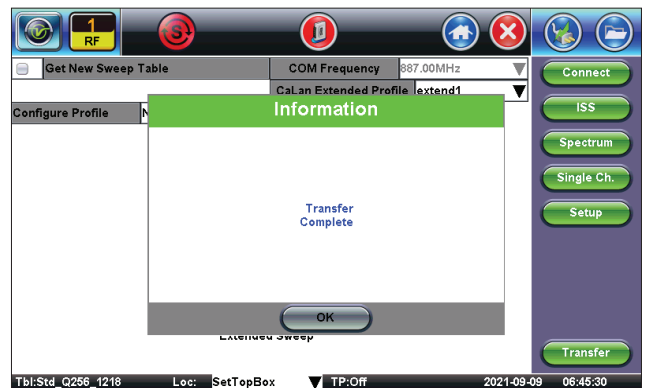 1
RF
S
Get New Sweep Table
COM Frequency 887.00MHz
Connect
CaLan Extended Profile extend1
Configure Profile N
Information
ISS
Spectrum
Single Ch.
Transfer
Complete
Setup
OK
Extended Sweep
Transfer
Tbl:Std_Q256_1218 Loc: SetTopBox TP:Off 2021-09-09 06:45:30